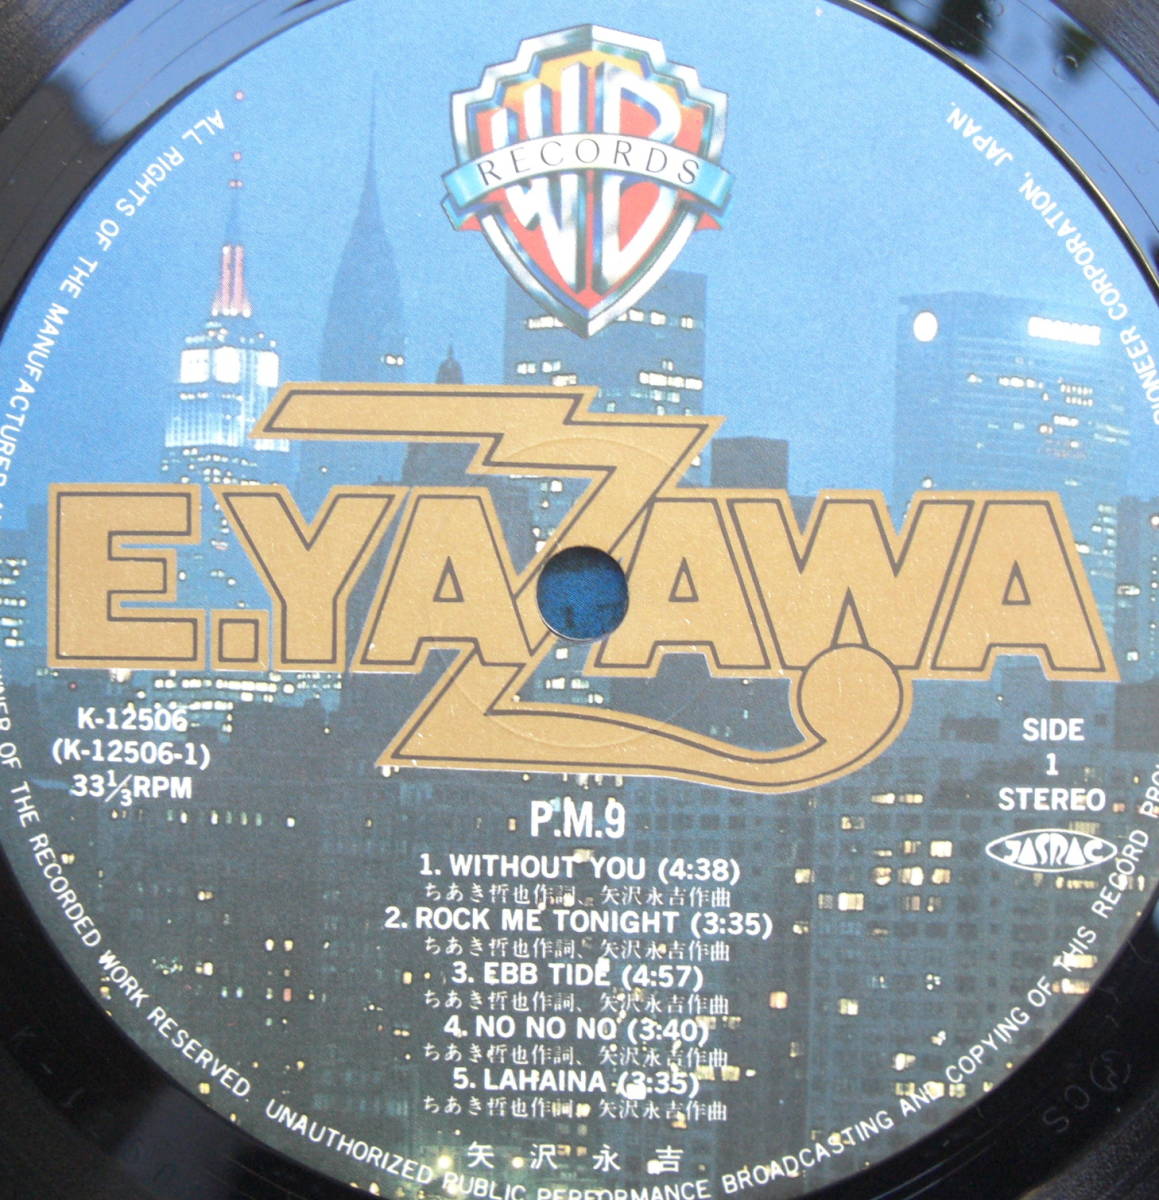 WB
RECORDS
E.YAZAWA
K-12506
(K-12506-1)
33⅓RPM
SIDE
1
STEREO
JASRAC
P.M.9
1. WITHOUT YOU (4:38)
ちあき哲也作詞、矢沢永吉作曲
2. ROCK ME TONIGHT (3:35)
ちあき哲也作詞、矢沢永吉作曲
3. EBB TIDE (4:57)
ちあき哲也作詞、矢沢永吉作曲
4. NO NO NO (3:40)
ちあき哲也作詞、矢沢永吉作曲
5. LAHAINA (3:35)
ちあき哲也作詞、矢沢永吉作曲
矢沢永吉
ALL RIGHTS OF THE MANUFACTURER OF THE RECORDED WORK RESERVED. UNAUTHORIZED PUBLIC PERFORMANCE BROADCASTING AND COPYING OF THIS RECORD PIONEER CORPORATION, JAPAN.